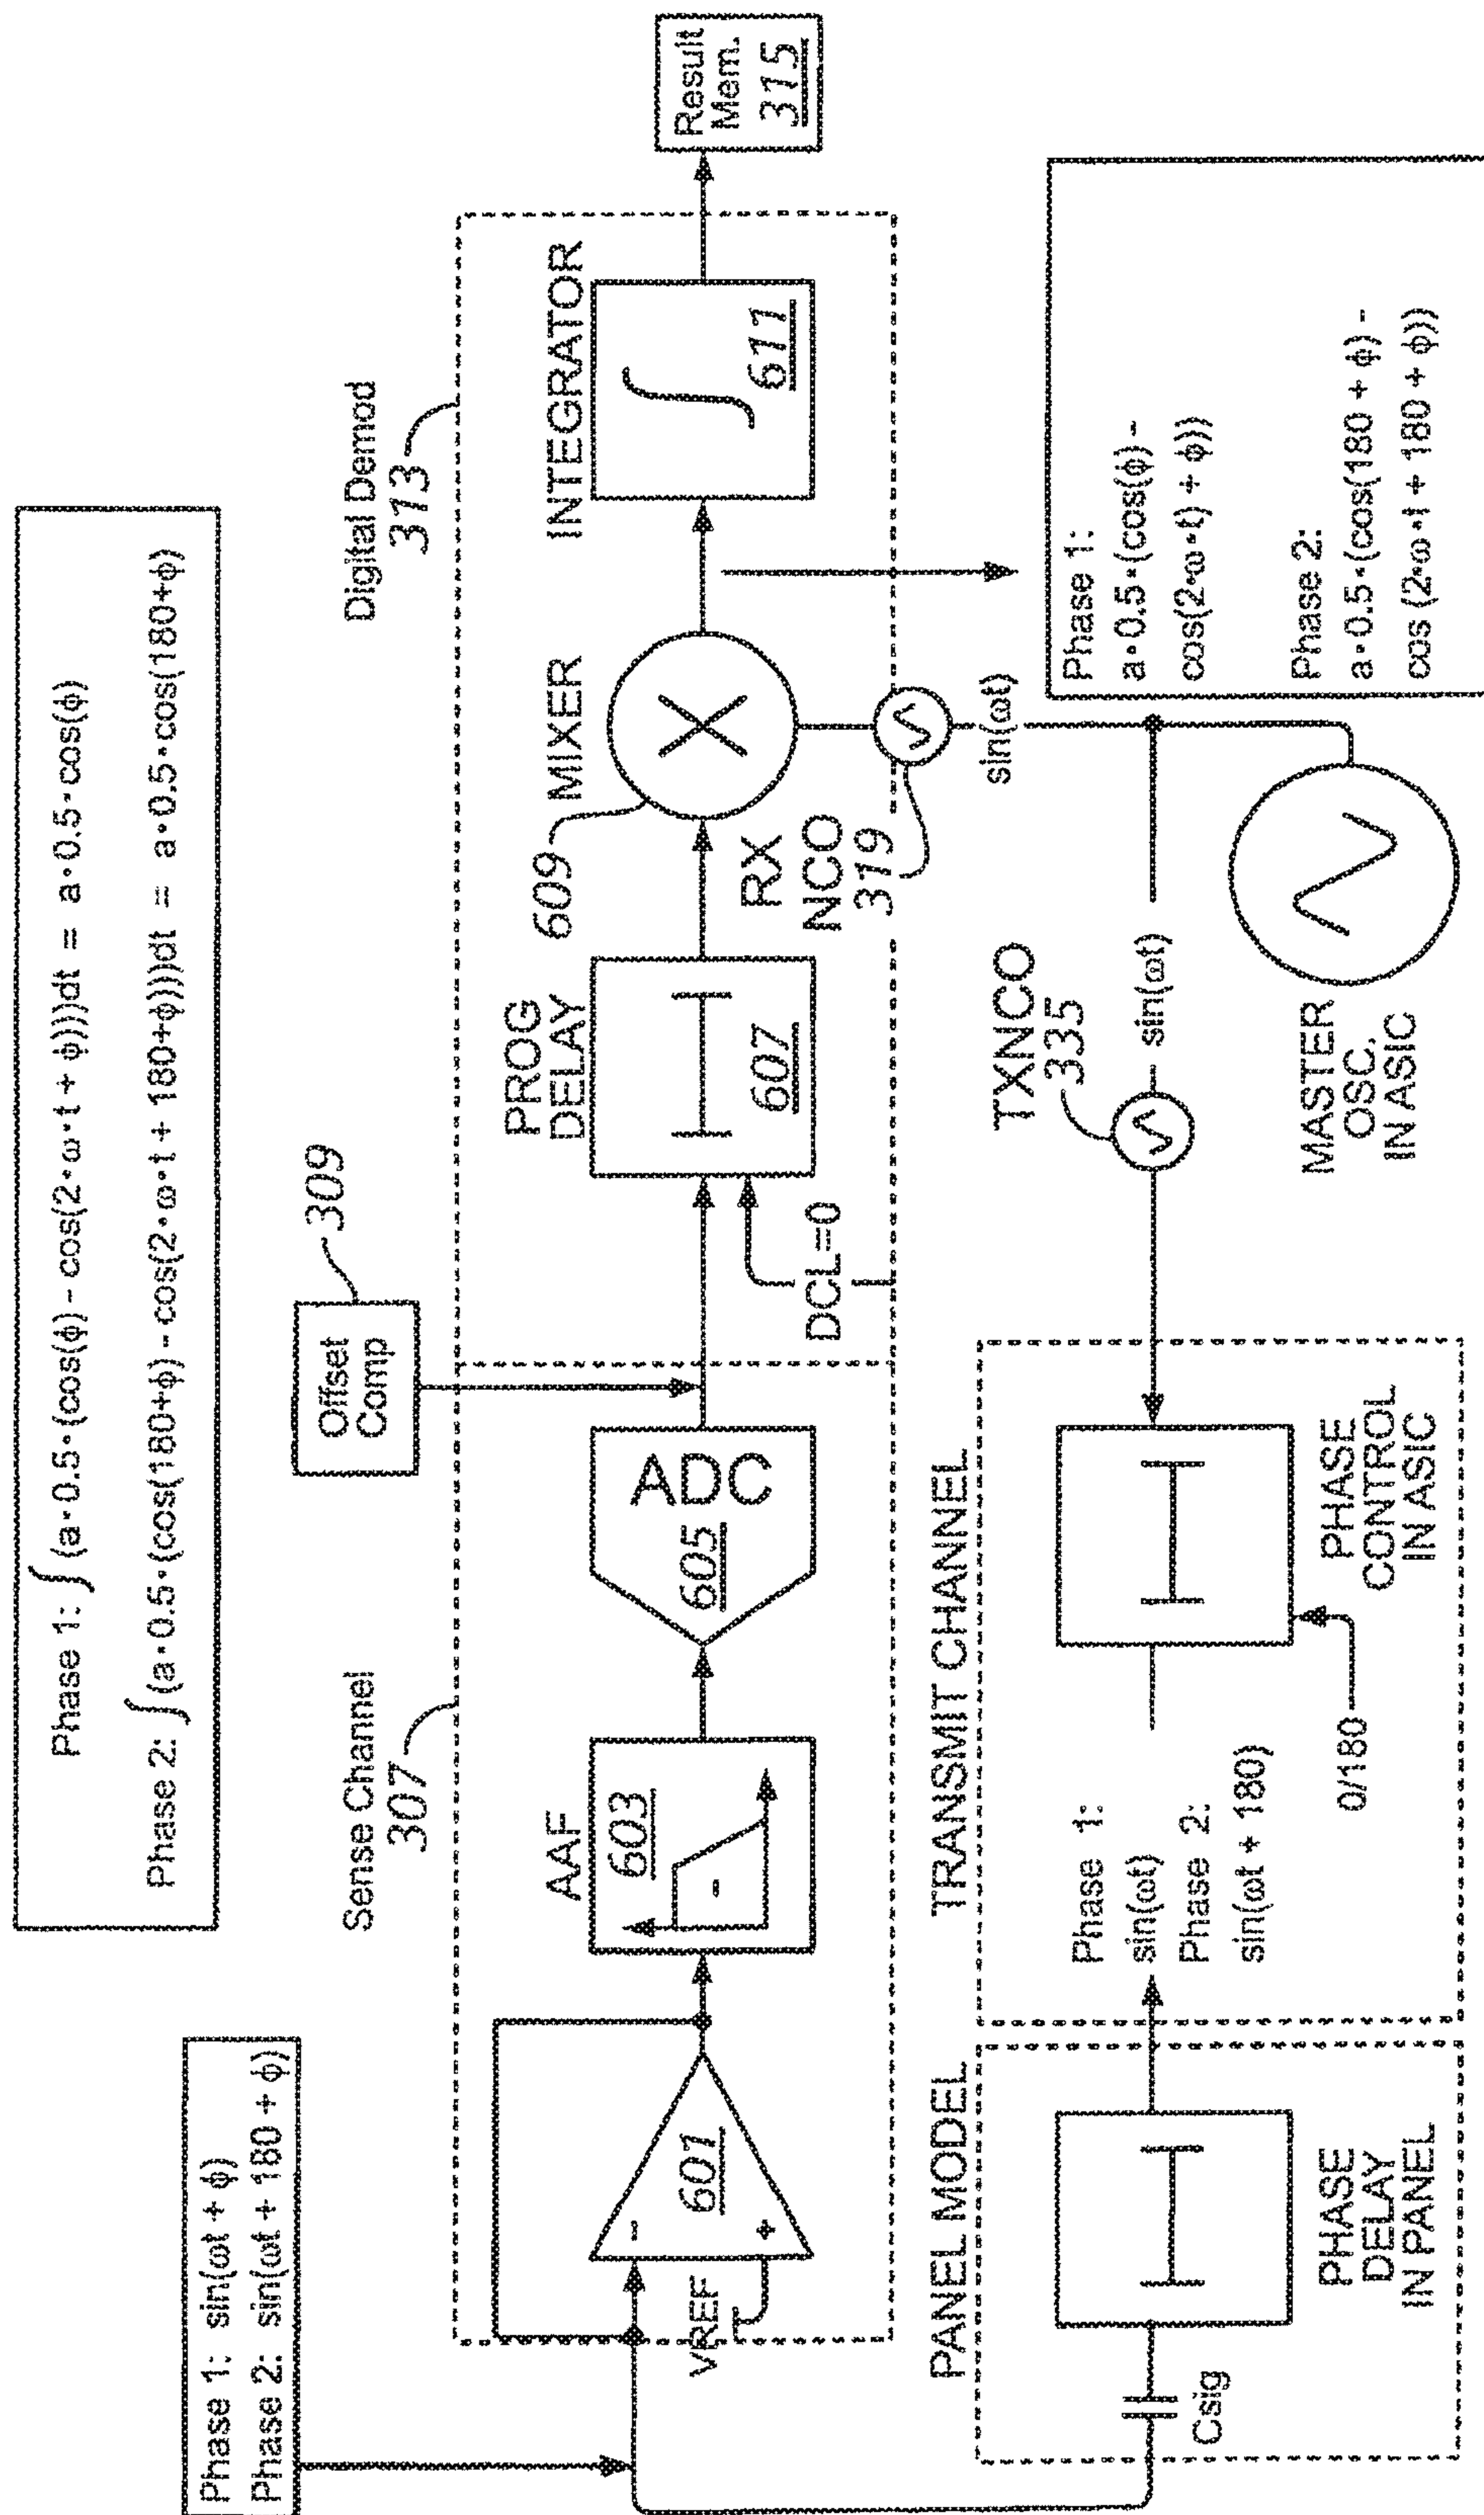 Phase 1: ∫ (a·0.5·(cos(ϕ) - cos(2·ω·t + ϕ)))dt = a·0.5·cos(ϕ)
Phase 2: ∫ (a·0.5·(cos(180+ϕ) - cos(2·ω·t + 180+ϕ)))dt = a·0.5·cos(180+ϕ)
Phase 1: sin(ωt + ϕ)
Phase 2: sin(ωt + 180 + ϕ)
Sense Channel
307
Offset
Comp
309
Digital Demod
313
VREF
-
+
601
AAF
603
ADC
605
PROG
DELAY
607
DCL=0
609
MIXER
RX
NCO
319
sin(ωt)
INTEGRATOR
∫
611
Result
Mem.
315
PANEL MODEL
Csig
PHASE
DELAY
IN PANEL
TRANSMIT CHANNEL
Phase 1:
sin(ωt)
Phase 2:
sin(ωt + 180)
0/180
PHASE
CONTROL
IN ASIC
TXNCO
335
sin(ωt)
MASTER
OSC.
IN ASIC
Phase 1:
a·0.5·(cos(ϕ) -
cos(2·ω·t) + ϕ)))
Phase 2:
a·0.5·(cos(180 + ϕ) -
cos (2·ω·t + 180 + ϕ))